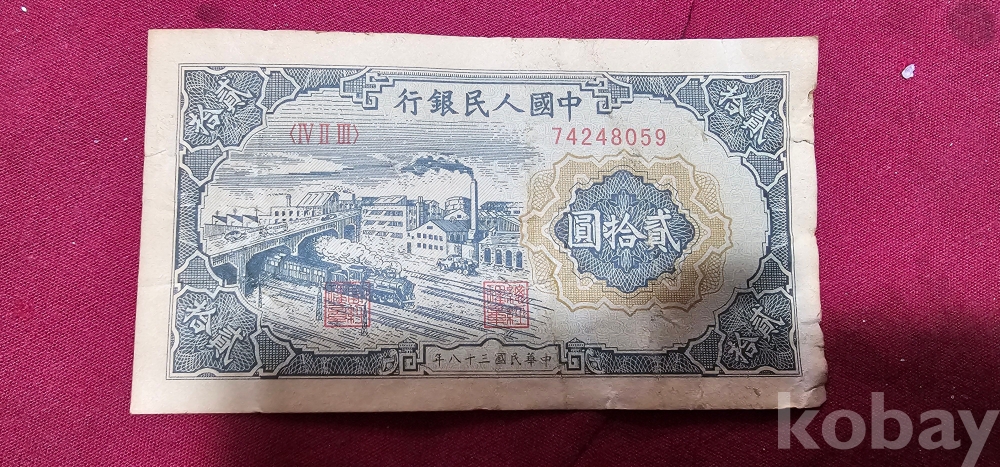 行銀民人國中
〈IV II III〉
74248059
圓拾貳
貳拾
貳拾
貳拾
貳拾
年八十三國民華中
kobay